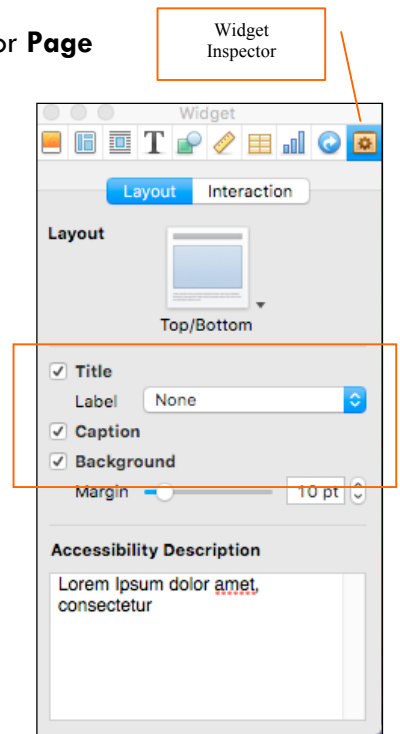 or Page
Widget
Inspector
Widget
T
Layout Interaction
Layout
Top/Bottom
Title
Label None
Caption
Background
Margin 10 pt
Accessibility Description
Lorem Ipsum dolor amet,
consectetur